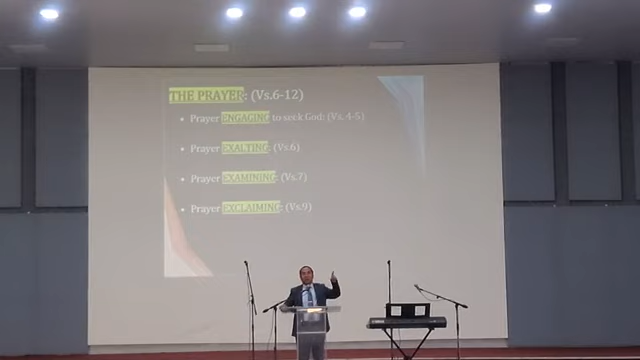 THE PRAYER: (Vs.6-12)
• Prayer ENGAGING to seek God: (Vs. 4-5)
• Prayer EXALTING: (Vs.6)
• Prayer EXAMINING: (Vs.7)
• Prayer EXCLAIMING: (Vs.9)